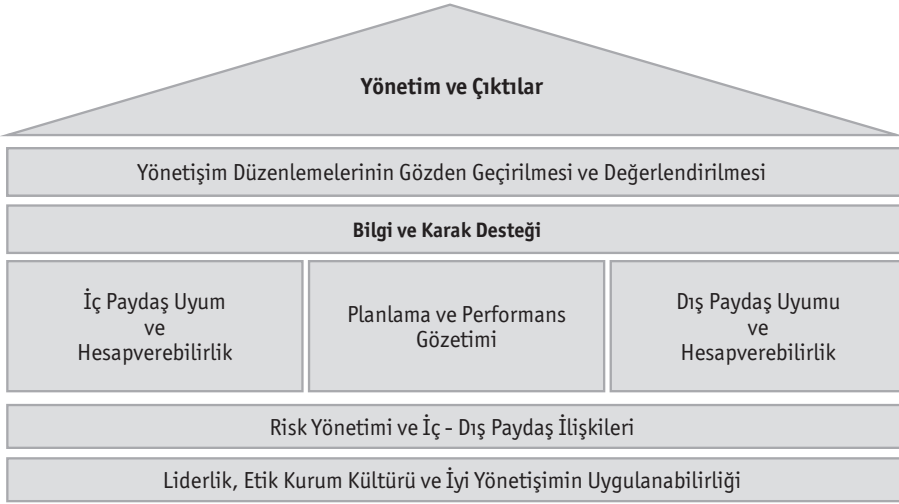 Yönetim ve Çıktılar
Yönetişim Düzenlemelerinin Gözden Geçirilmesi ve Değerlendirilmesi
Bilgi ve Karak Desteği
İç Paydaş Uyum
ve
Hesapverebilirlik
Planlama ve Performans
Gözetimi
Dış Paydaş Uyumu
ve
Hesapverebilirlik
Risk Yönetimi ve İç - Dış Paydaş İlişkileri
Liderlik, Etik Kurum Kültürü ve İyi Yönetişimin Uygulanabilirliği